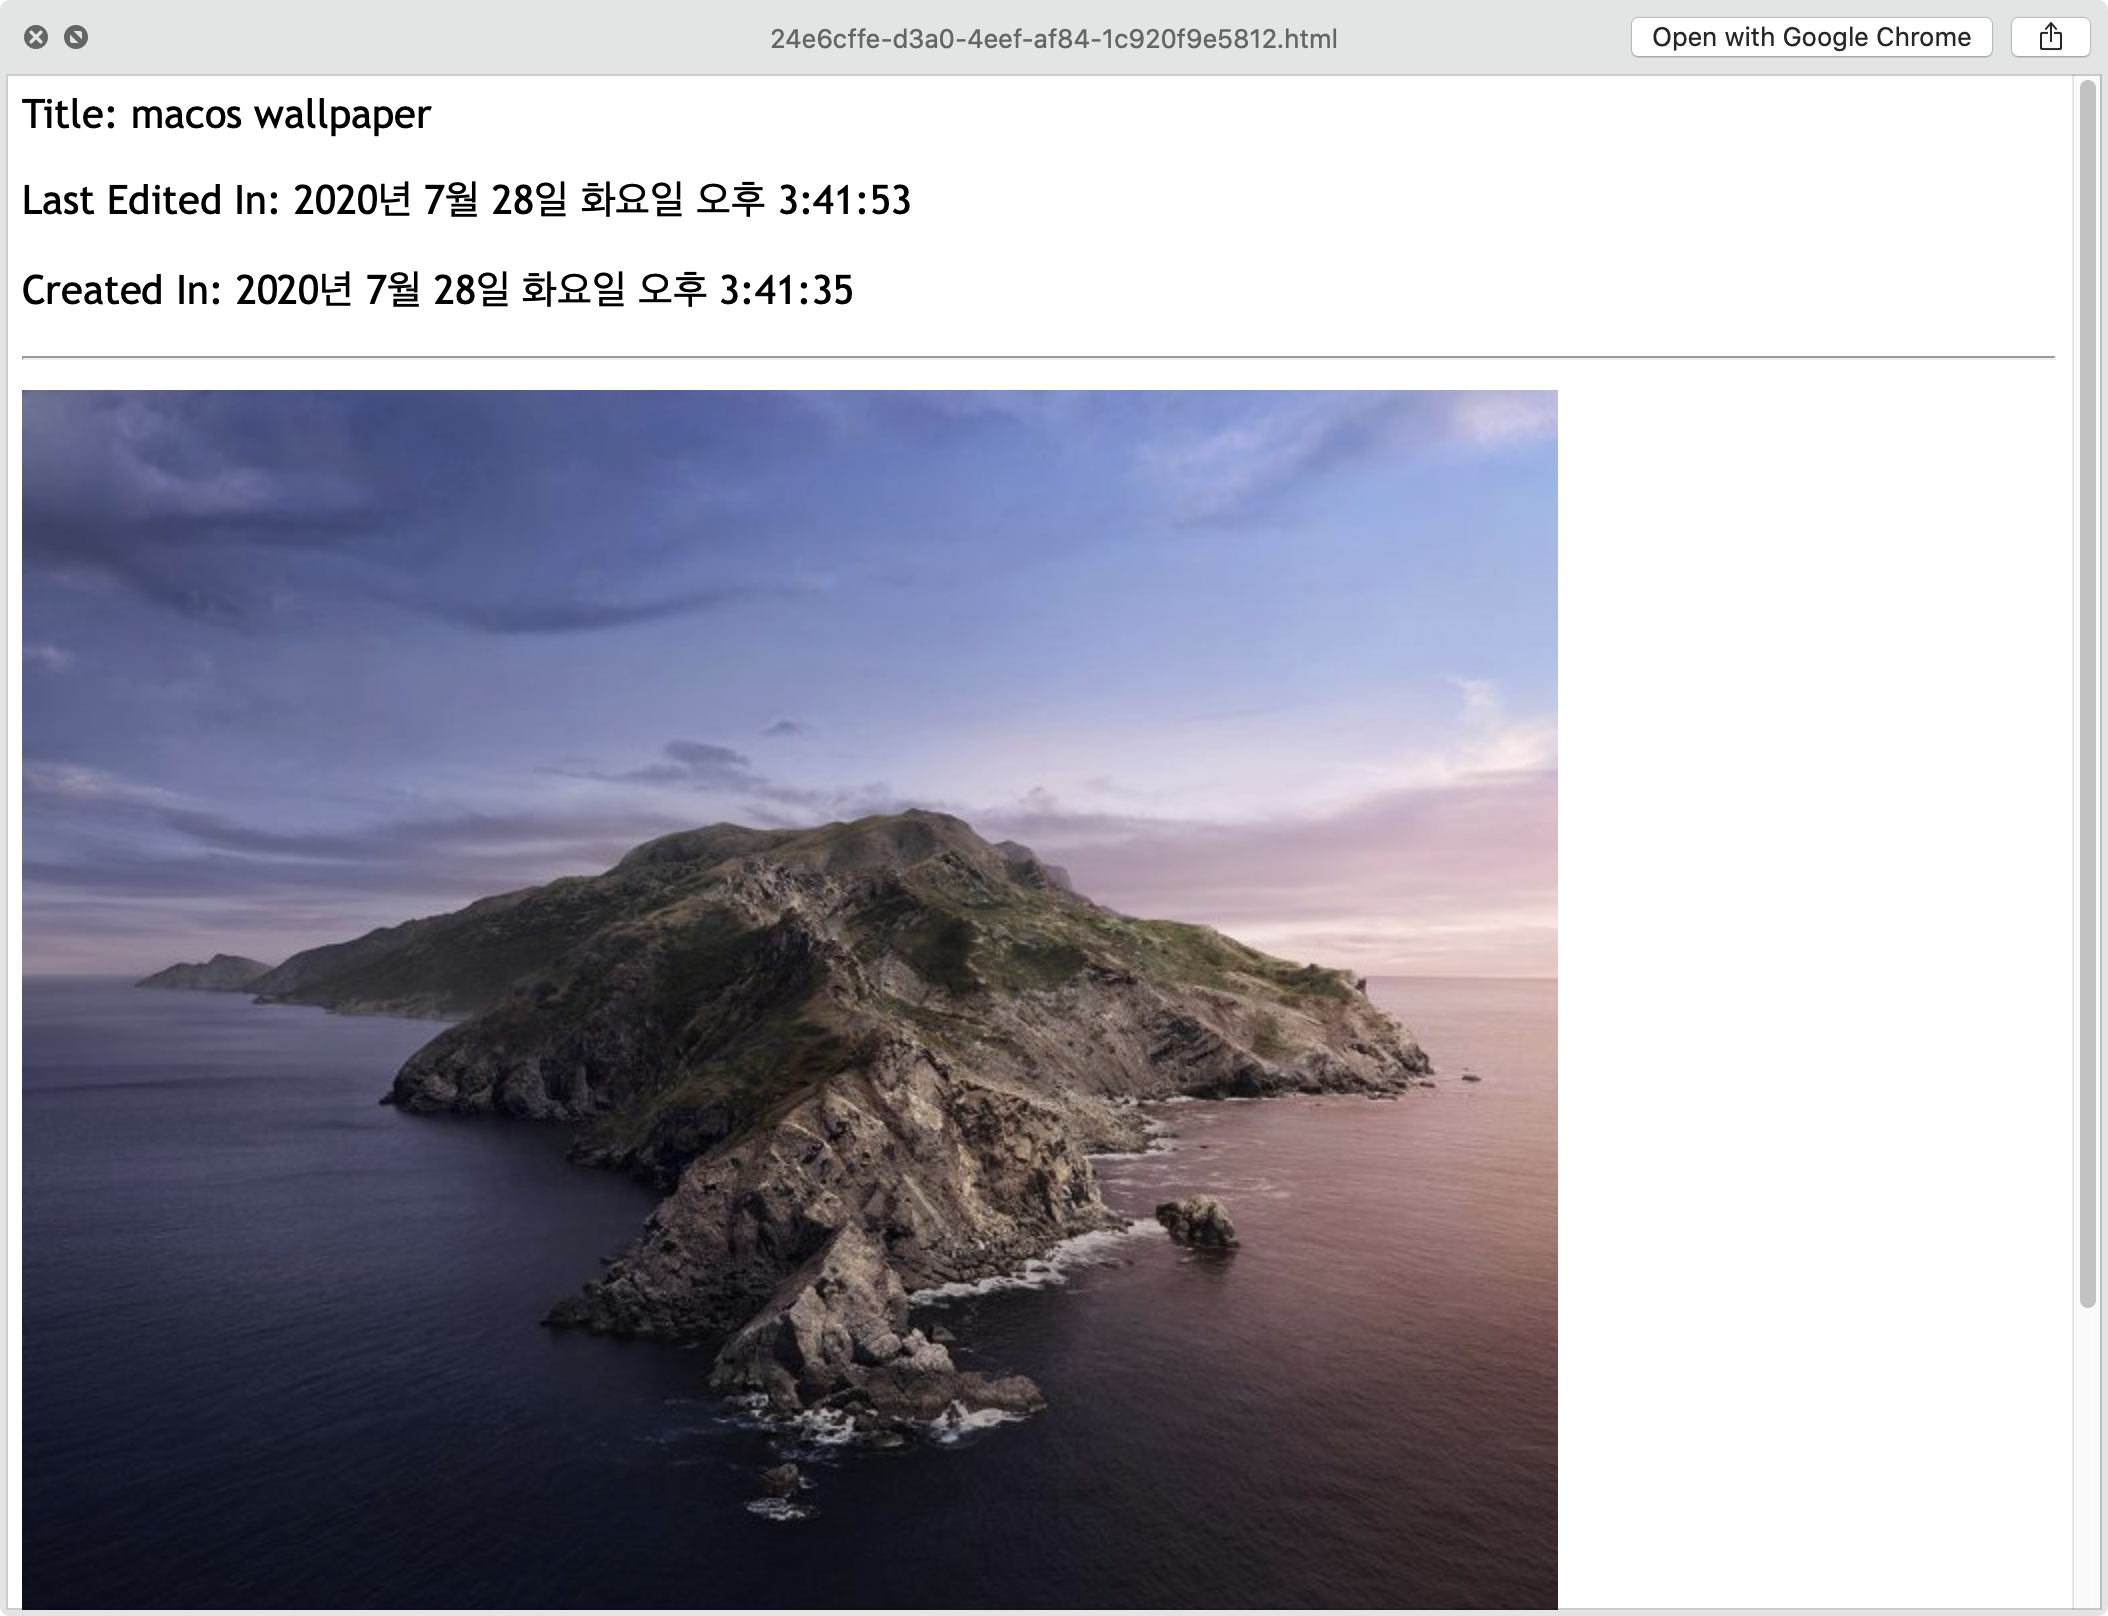 24e6cffe-d3a0-4eef-af84-1c920f9e5812.html
Open with Google Chrome
Title: macos wallpaper
Last Edited In: 2020년 7월 28일 화요일 오후 3:41:53
Created In: 2020년 7월 28일 화요일 오후 3:41:35